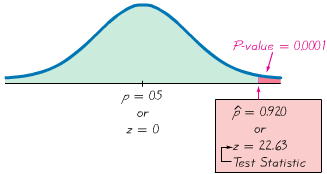 P-value = 0.0001
p = 0.5
or
z = 0
p̂ = 0.920
or
z = 22.63
Test Statistic